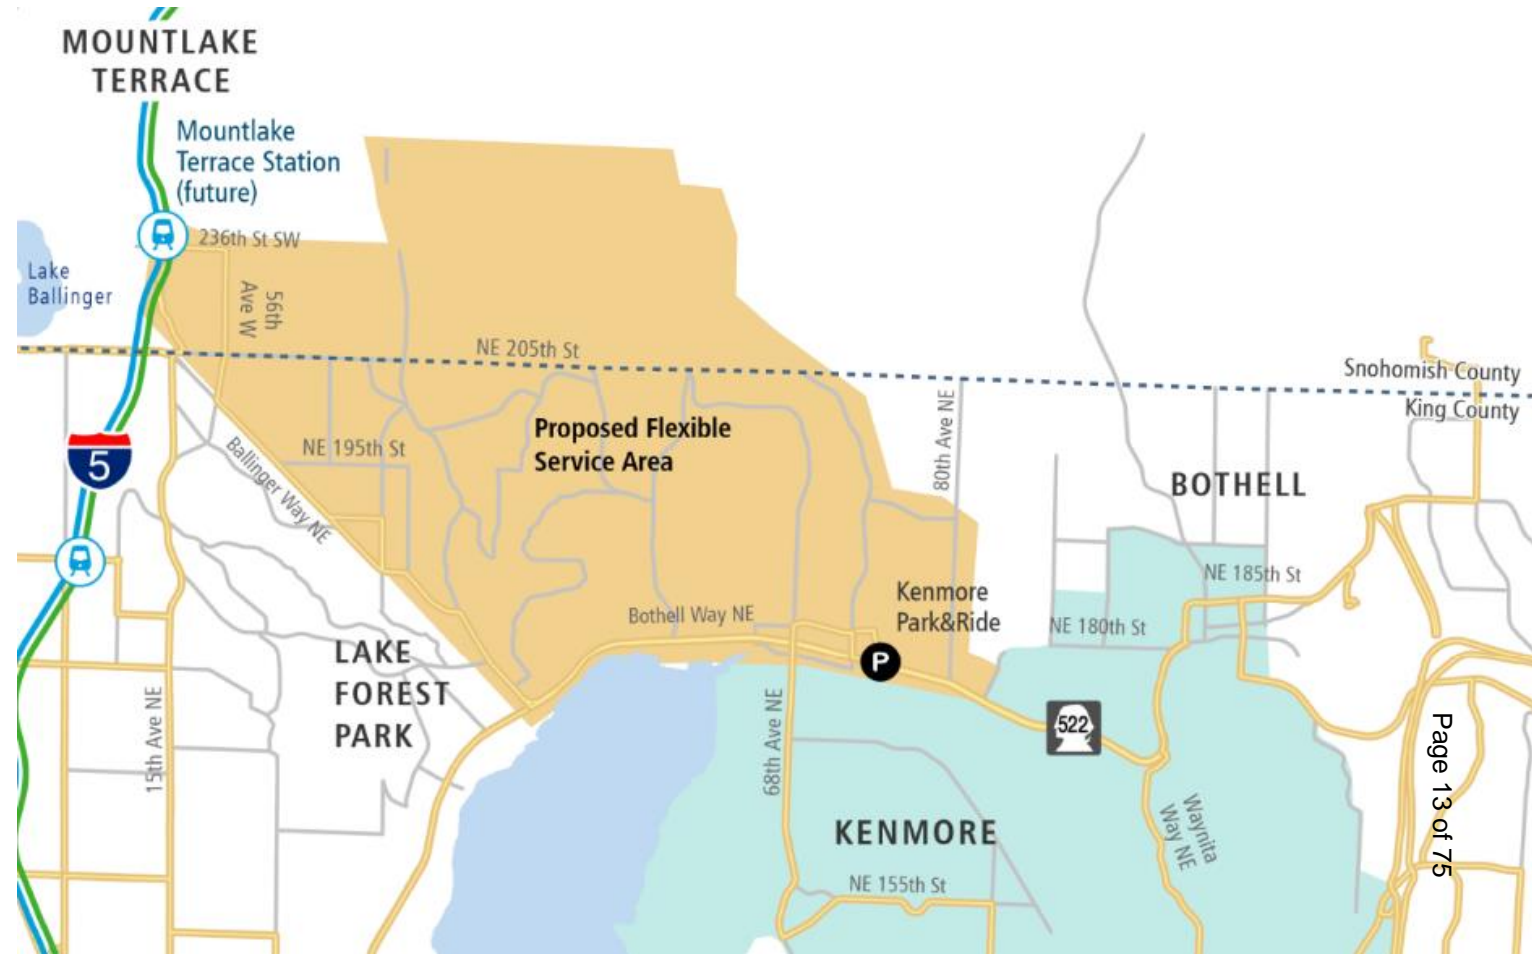 MOUNTLAKE
TERRACE
Mountlake
Terrace Station
(future)
236th St SW
Lake
Ballinger
56th
Ave W
NE 205th St
Snohomish County
King County
Proposed Flexible
Service Area
80th Ave NE
NE 195th St
Ballinger Way NE
5
BOTHELL
NE 185th St
Kenmore
Park&Ride
Bothell Way NE
NE 180th St
P
LAKE
FOREST
PARK
15th Ave NE
68th Ave NE
522
KENMORE
Waynita
Way NE
NE 155th St
Page 13 of 75